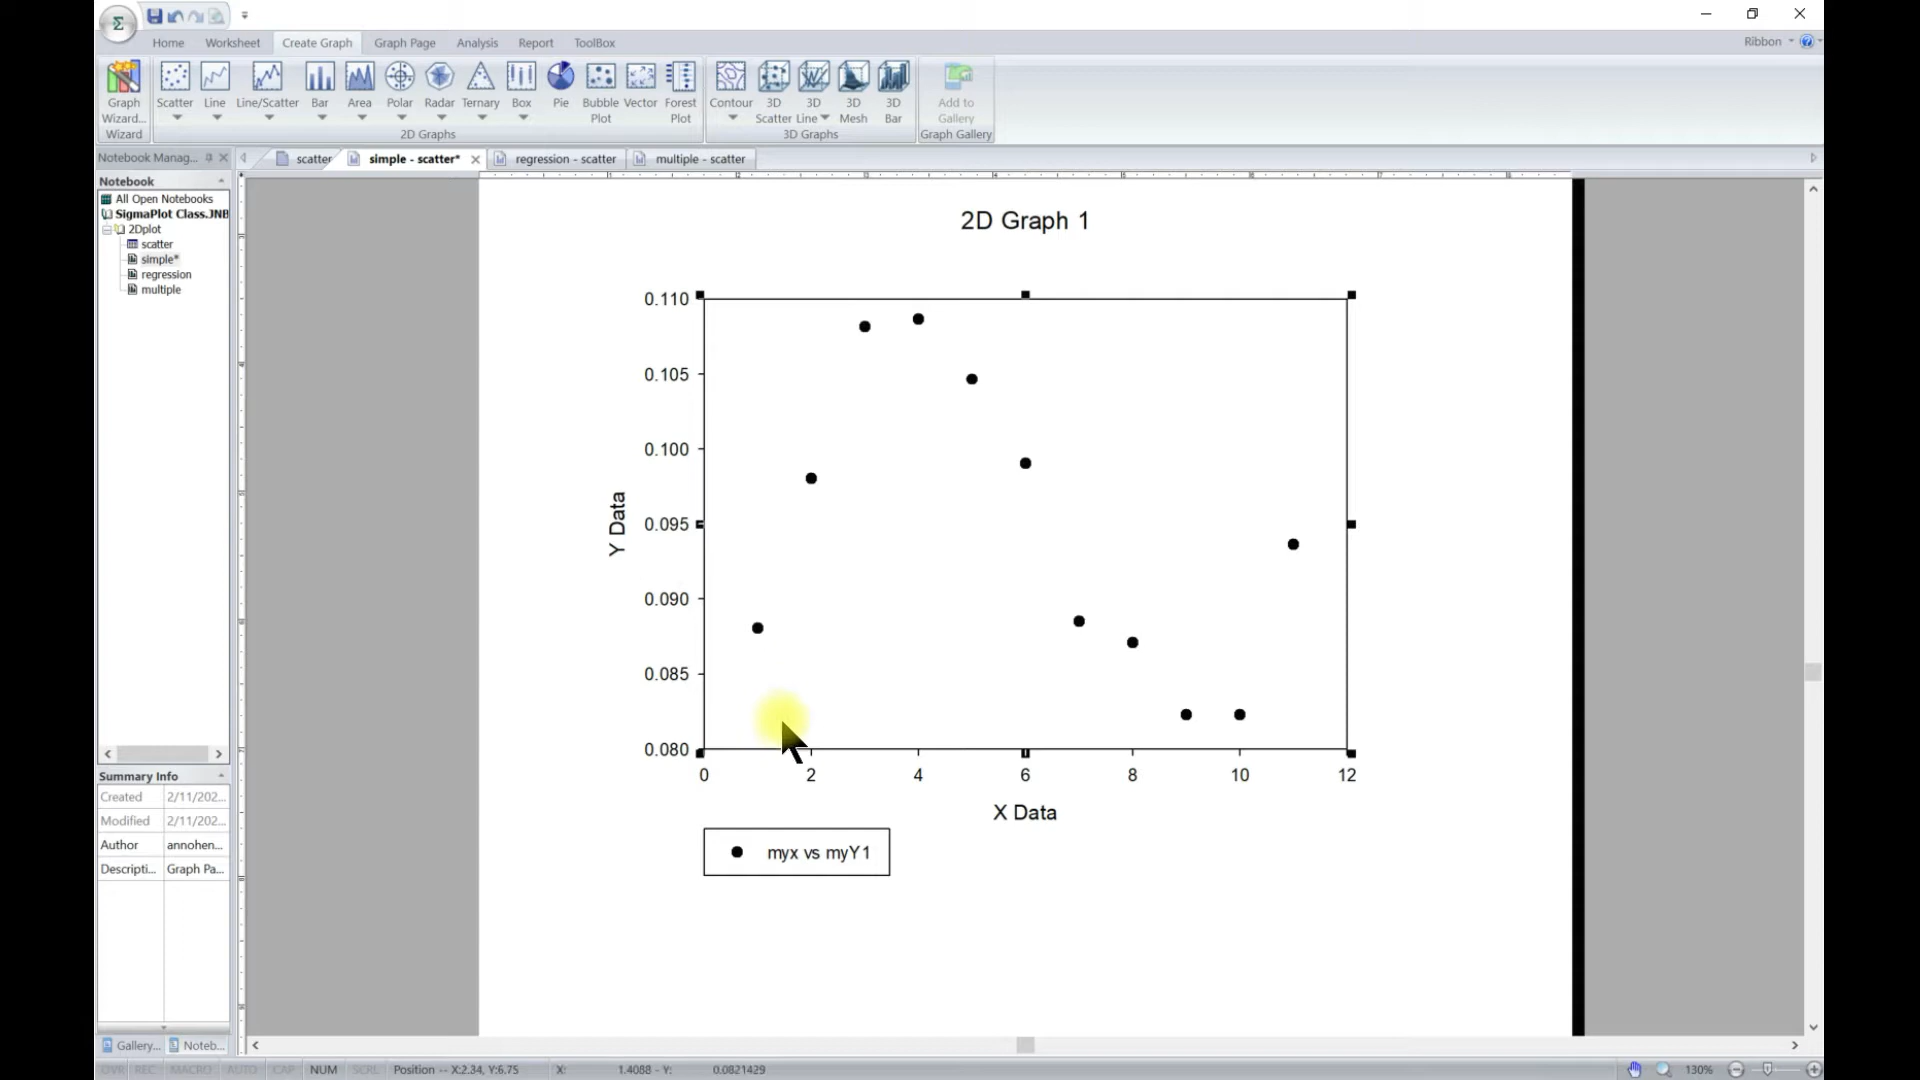 Σ
Home Worksheet Create Graph Graph Page Analysis Report ToolBox Ribbon
Graph Wizard...
Scatter Line Line/Scatter Bar Area Polar Radar Ternary Box Pie Bubble Plot Vector Forest Plot
Contour 3D Scatter 3D Line 3D Mesh 3D Bar
Add to Gallery
Wizard 2D Graphs 3D Graphs Graph Gallery
Notebook Manag... scatter simple - scatter* regression - scatter multiple - scatter
Notebook
All Open Notebooks
SigmaPlot Class.JNB
2Dplot
scatter
simple*
regression
multiple
2D Graph 1
0.110
0.105
0.100
0.095
0.090
0.085
0.080
Y Data
0 2 4 6 8 10 12
X Data
myx vs myY1
Summary Info
Created 2/11/202...
Modified 2/11/202...
Author annohen...
Descripti... Graph Pa...
Gallery... Noteb...
OVR REC MACRO AUTO CAP NUM SCRL Position -- X:2.34, Y:6.75 X: 1.4088 - Y: 0.0821429 130%